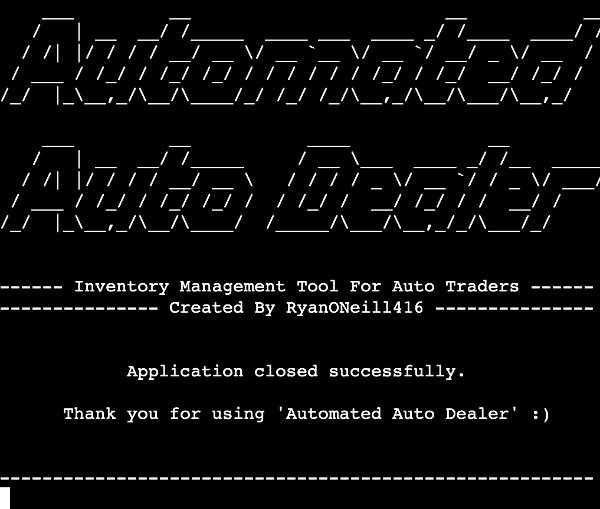 Automated
Auto Dealer
------ Inventory Management Tool For Auto Traders ------
--------------- Created By RyanONeill416 ---------------
Application closed successfully.
Thank you for using 'Automated Auto Dealer' :)
--------------------------------------------------------